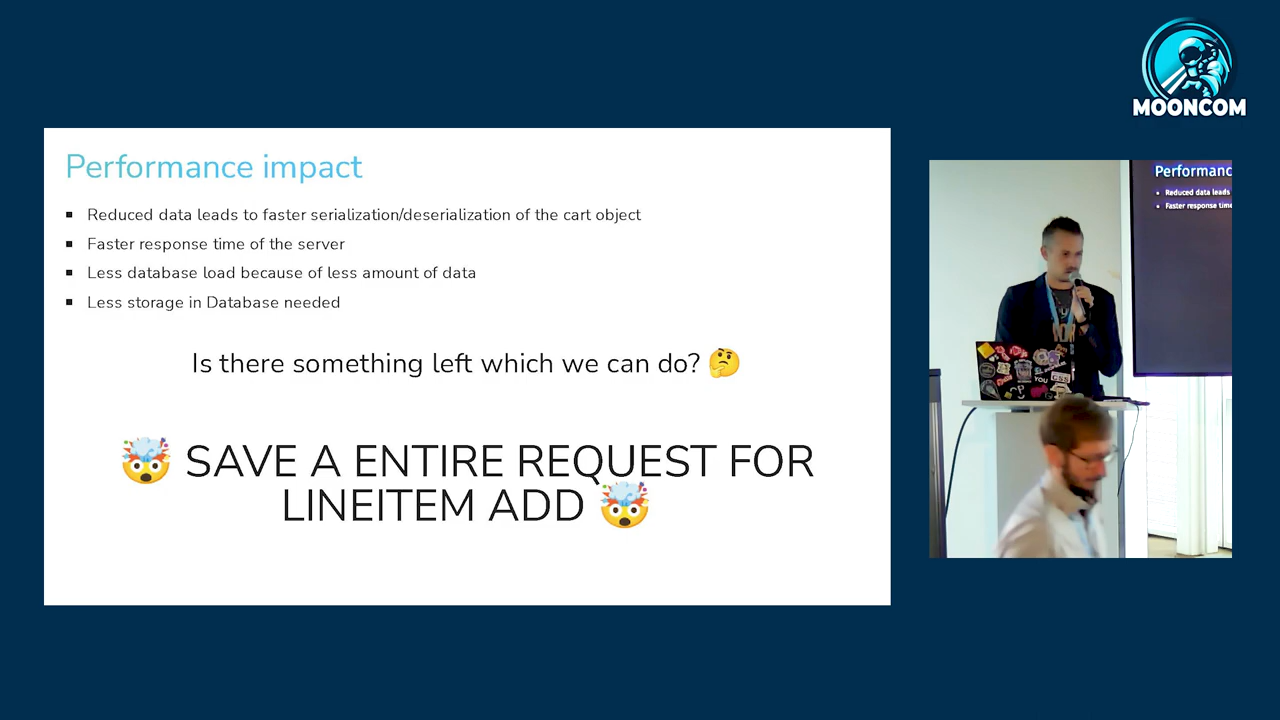 MOONCOM
Performance impact
Reduced data leads to faster serialization/deserialization of the cart object
Faster response time of the server
Less database load because of less amount of data
Less storage in Database needed
Is there something left which we can do? 🤔
🤯 SAVE A ENTIRE REQUEST FOR
LINEITEM ADD 🤯
Performanc
Reduced data leads
Faster response time
YOU
CSS